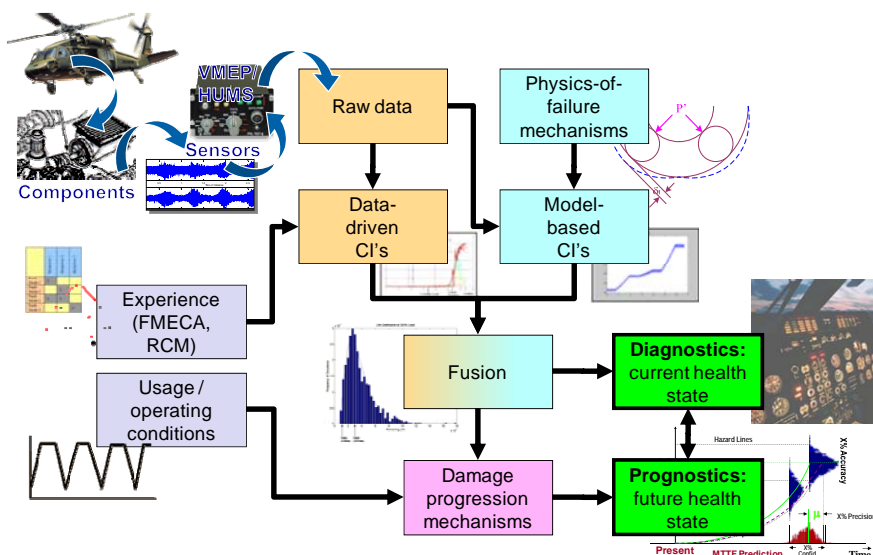 VMEP/
HUMS
Sensors
Components
Raw data
Physics-of-
failure
mechanisms
P'
Data-
driven
CI's
Model-
based
CI's
Experience
(FMECA,
RCM)
Usage /
operating
conditions
Fusion
Diagnostics:
current health
state
Damage
progression
mechanisms
Prognostics:
future health
state
Hazard Lines
X% Accuracy
μ
X% Precision
Present
MTTF Prediction
X%
Confid
Time